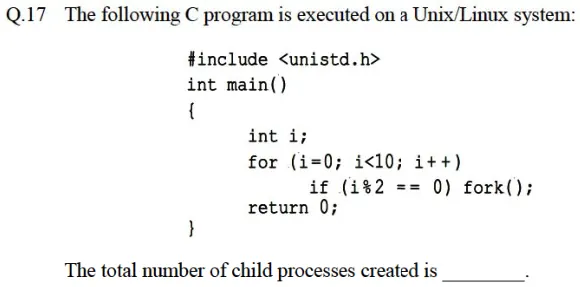 Q.17 The following C program is executed on a Unix/Linux system:
#include <unistd.h>
int main()
{
int i;
for (i=0; i<10; i++)
if (i%2 == 0) fork();
return 0;
}
The total number of child processes created is ________.